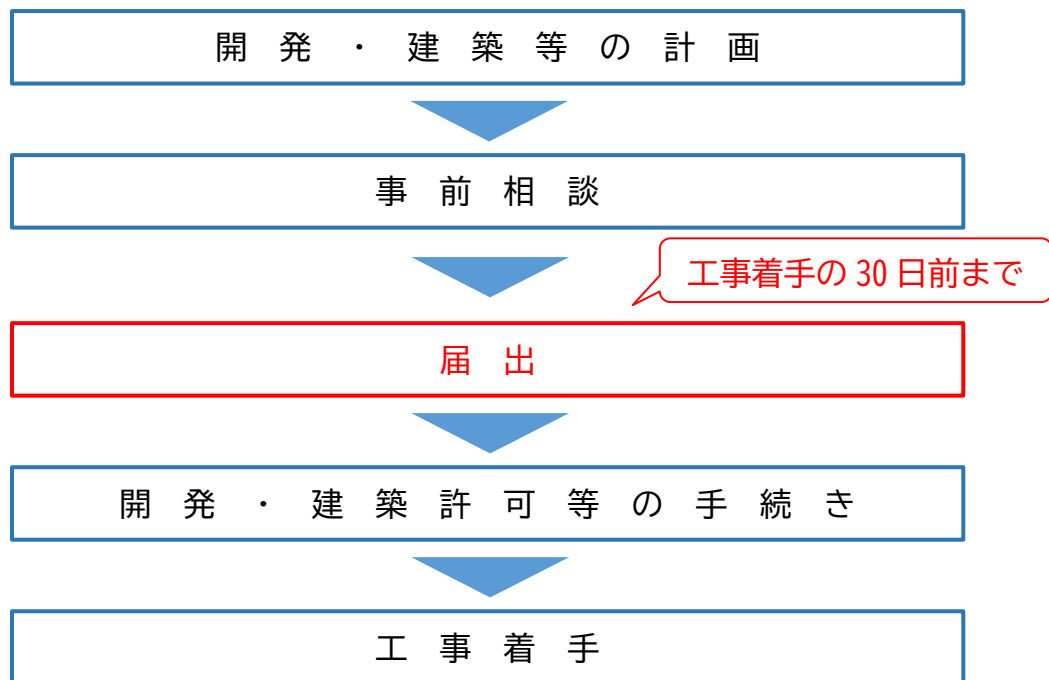 開発・建築等の計画
事前相談
工事着手の30日前まで
届出
開発・建築許可等の手続き
工事着手